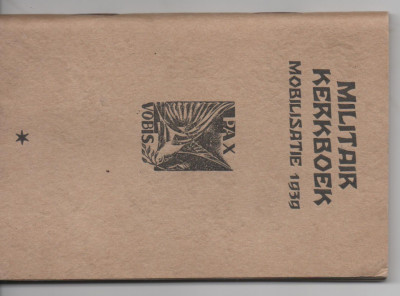 MILITAIR
KERKBOEK
MOBILISATIE 1939
PAX
VOBIS